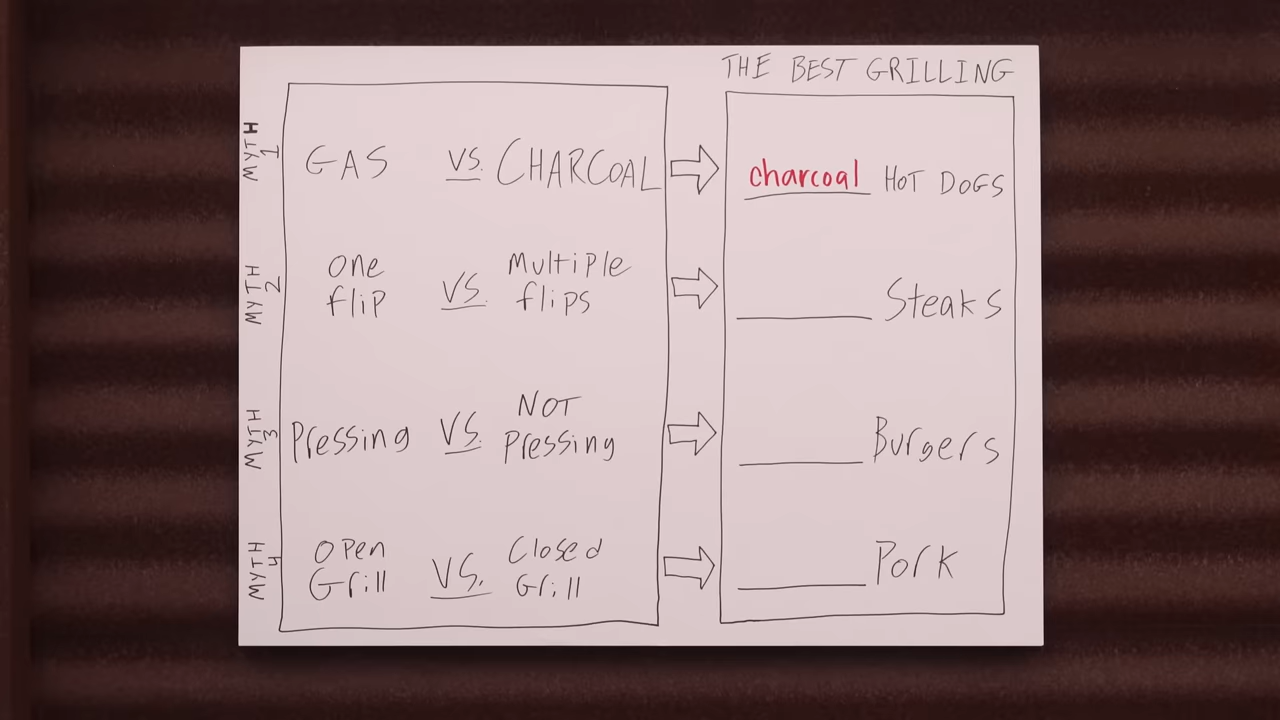 THE BEST GRILLING
MYTH 1
GAS VS. CHARCOAL
charcoal HOT DOGS
MYTH 2
One flip VS. Multiple flips
Steaks
MYTH 3
Pressing VS. NOT Pressing
Burgers
MYTH 4
Open Grill VS. Closed Grill
Pork